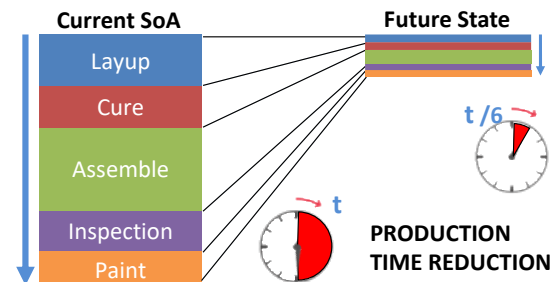 Current SoA
Future State
Layup
Cure
Assemble
Inspection
Paint
t /6
t
PRODUCTION
TIME REDUCTION